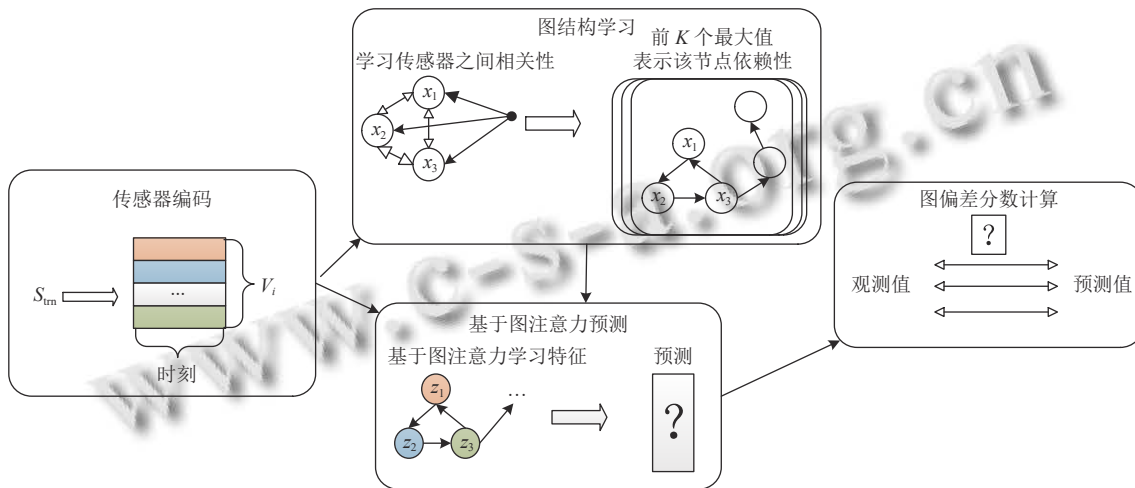 图结构学习
学习传感器之间相关性
前 K 个最大值
表示该节点依赖性
x1
x2
x3
x1
x2
x3
传感器编码
Strn
...
Vi
时刻
基于图注意力预测
基于图注意力学习特征
预测
z1
z2
z3
...
?
图偏差分数计算
?
观测值
预测值
www.c-s-a.org.cn